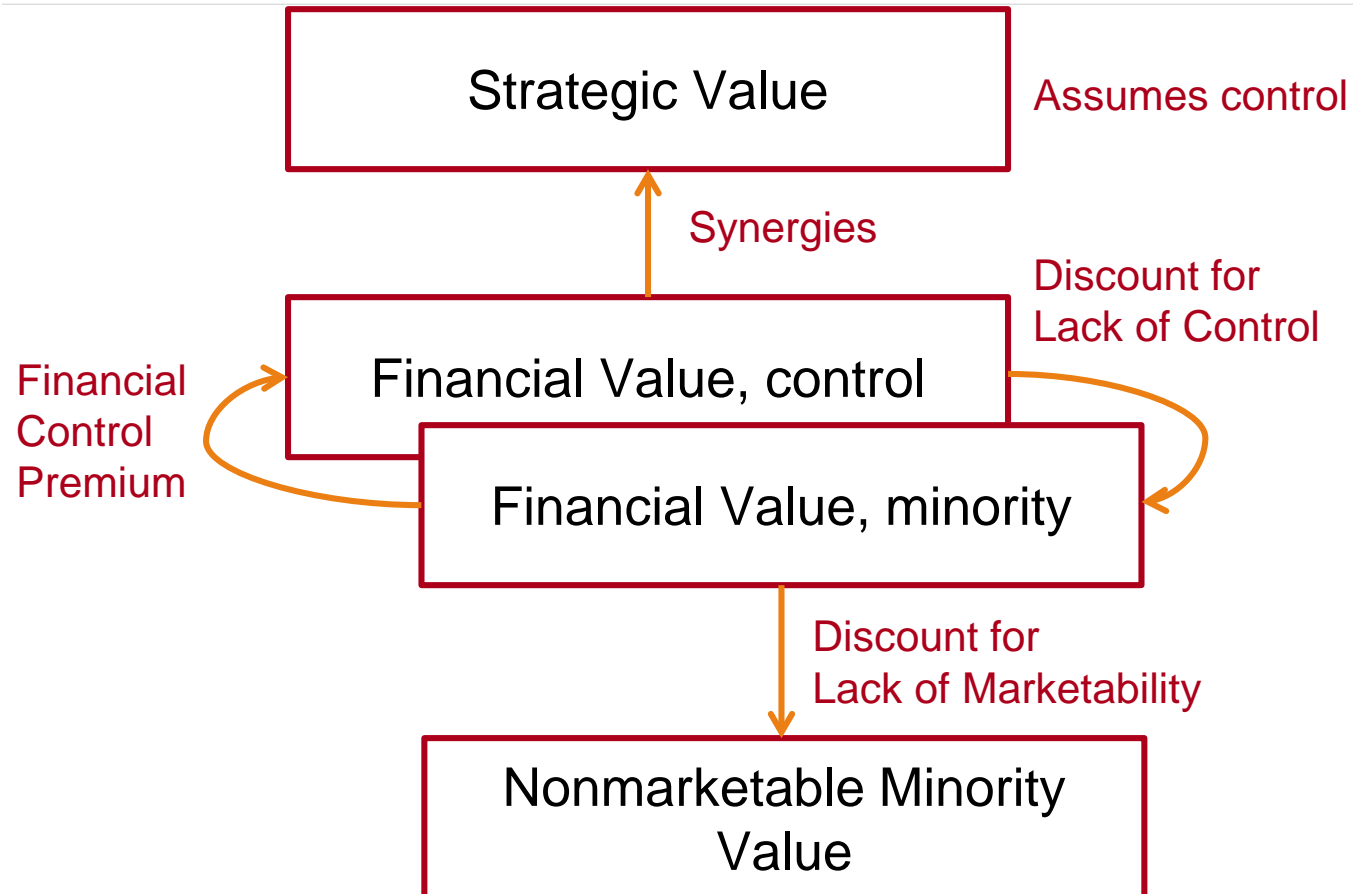 Strategic Value
Assumes control
Synergies
Discount for
Lack of Control
Financial Value, control
Financial
Control
Premium
Financial Value, minority
Discount for
Lack of Marketability
Nonmarketable Minority
Value